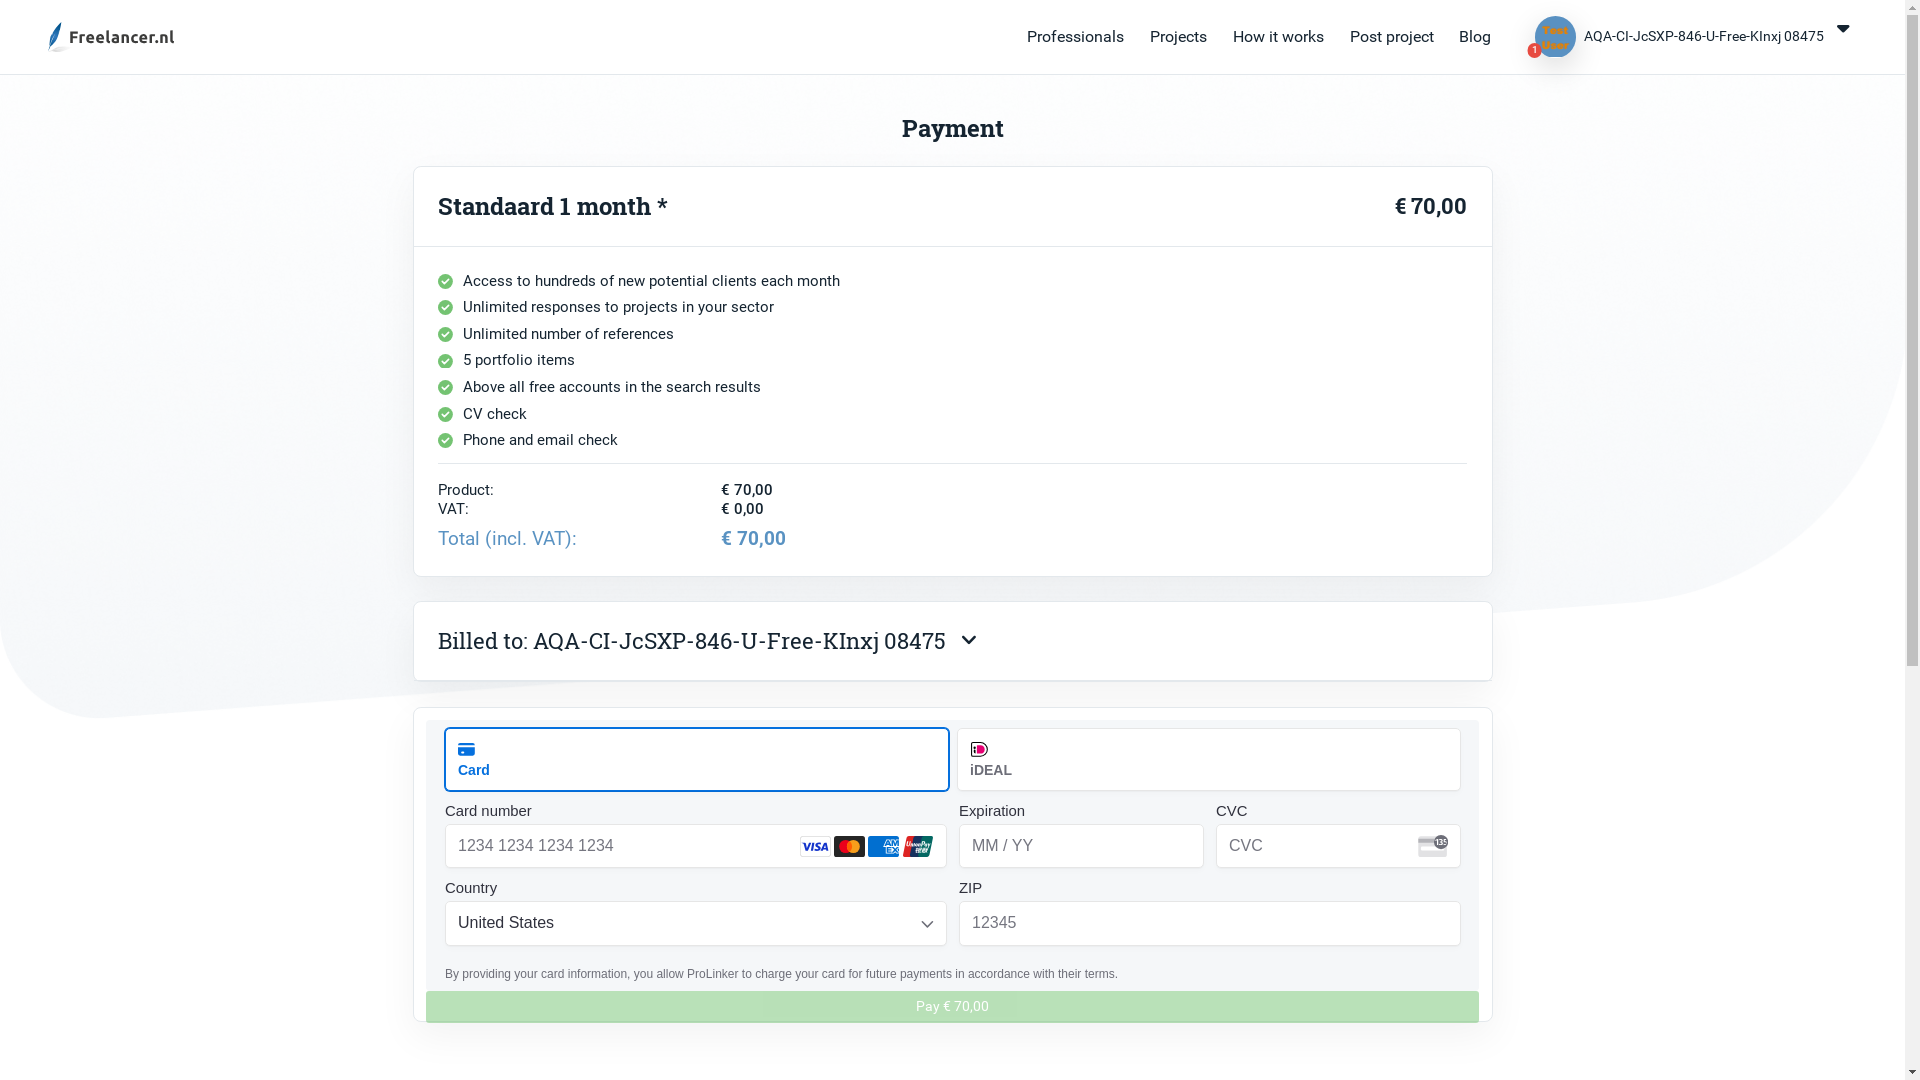 Freelancer.nl
Professionals
Projects
How it works
Post project
Blog
Test
User
1
AQA-CI-JcSXP-846-U-Free-KInxj 08475
Payment
Standaard 1 month *
€ 70,00
Access to hundreds of new potential clients each month
Unlimited responses to projects in your sector
Unlimited number of references
5 portfolio items
Above all free accounts in the search results
CV check
Phone and email check
Product: € 70,00
VAT: € 0,00
Total (incl. VAT): € 70,00
Billed to: AQA-CI-JcSXP-846-U-Free-KInxj 08475
Card
iDEAL
Card number
Expiration
CVC
1234 1234 1234 1234
VISA
AM
EX
UnionPay
MM / YY
CVC
135
Country
ZIP
United States
12345
By providing your card information, you allow ProLinker to charge your card for future payments in accordance with their terms.
Pay € 70,00